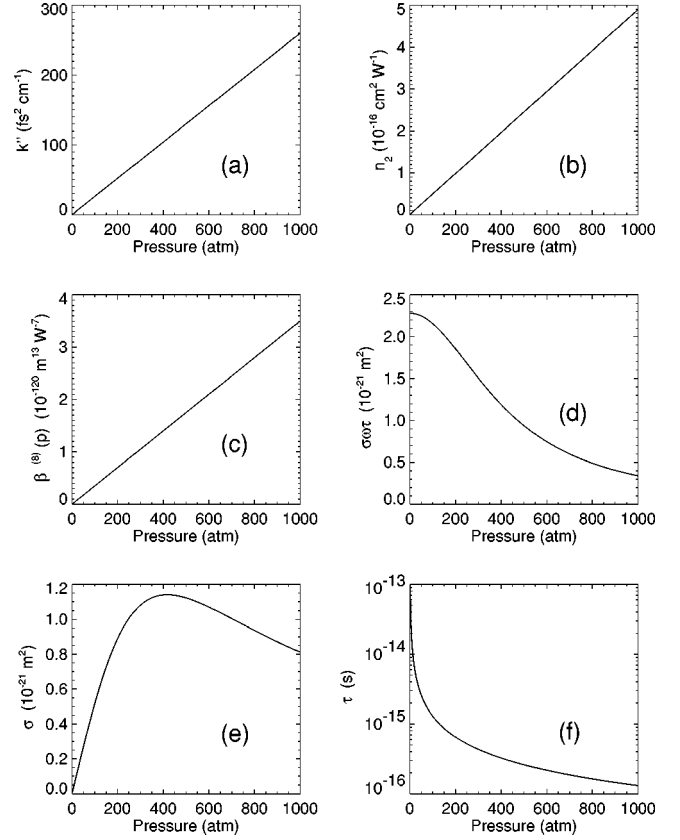 300
200
100
0
k'' (fs² cm⁻¹)
(a)
0 200 400 600 800 1000
Pressure (atm)
5
4
3
2
1
0
n₂ (10⁻¹⁶ cm² W⁻¹)
(b)
0 200 400 600 800 1000
Pressure (atm)
4
3
2
1
0
β ⁽⁸⁾ (p) (10⁻¹²⁰ m¹³ W⁻⁷)
(c)
0 200 400 600 800 1000
Pressure (atm)
2.5
2.0
1.5
1.0
0.5
0.0
σωτ (10⁻²¹ m²)
(d)
0 200 400 600 800 1000
Pressure (atm)
1.2
1.0
0.8
0.6
0.4
0.2
0.0
σ (10⁻²¹ m²)
(e)
0 200 400 600 800 1000
Pressure (atm)
10⁻¹³
10⁻¹⁴
10⁻¹⁵
10⁻¹⁶
τ (s)
(f)
0 200 400 600 800 1000
Pressure (atm)